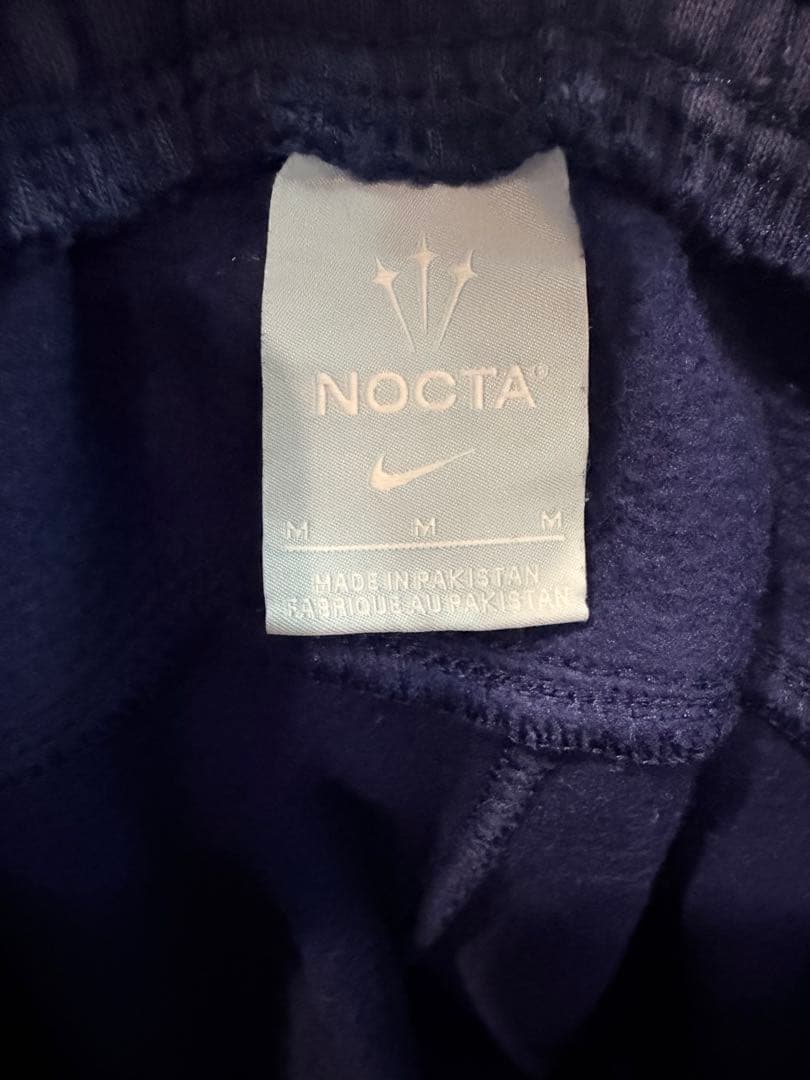 NOCTA®
M M M
MADE IN PAKISTAN
FABRIQUE AU PAKISTAN